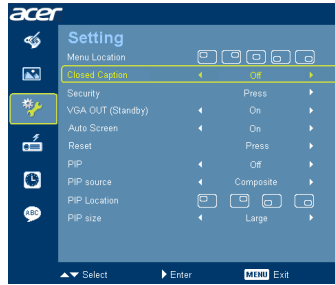 acer
Setting
Menu Location
Closed Caption Off
Security Press
VGA OUT (Standby) On
Auto Screen On
Reset Press
PIP Off
PIP source Composite
PIP Location
PIP size Large
ABC
Select Enter MENU Exit